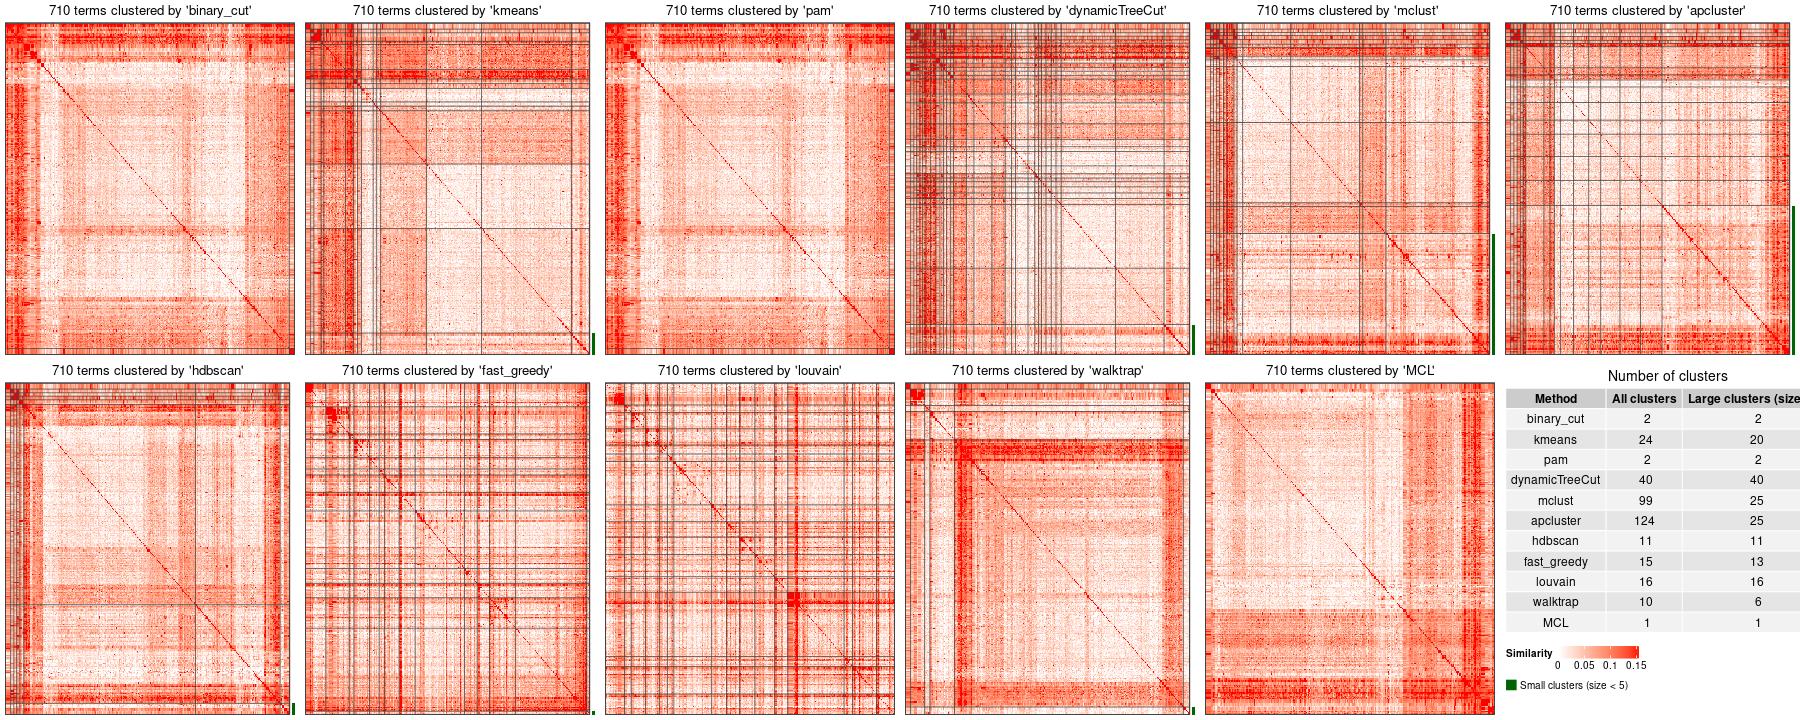 710 terms clustered by 'binary_cut'
710 terms clustered by 'kmeans'
710 terms clustered by 'pam'
710 terms clustered by 'dynamicTreeCut'
710 terms clustered by 'mclust'
710 terms clustered by 'apcluster'
710 terms clustered by 'hdbscan'
710 terms clustered by 'fast_greedy'
710 terms clustered by 'louvain'
710 terms clustered by 'walktrap'
710 terms clustered by 'MCL'
Number of clusters
Method All clusters Large clusters (size
binary_cut 2 2
kmeans 24 20
pam 2 2
dynamicTreeCut 40 40
mclust 99 25
apcluster 124 25
hdbscan 11 11
fast_greedy 15 13
louvain 16 16
walktrap 10 6
MCL 1 1
Similarity
0 0.05 0.1 0.15
Small clusters (size < 5)